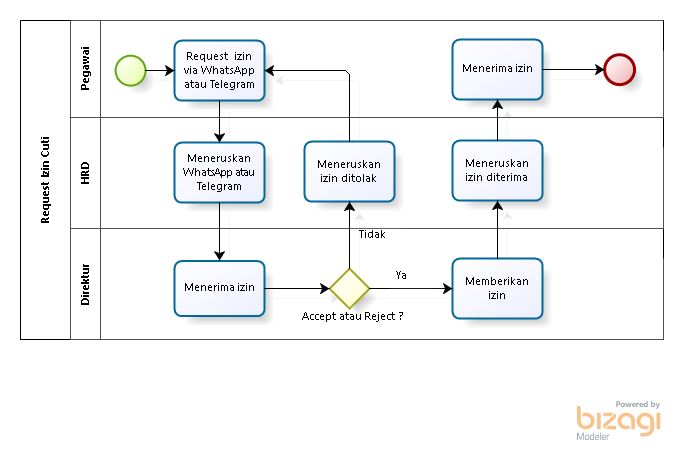 Request Izin Cuti
Pegawai
Request izin
via WhatsApp
atau Telegram
Menerima izin
HRD
Meneruskan
WhatsApp atau
Telegram
Meneruskan
izin ditolak
Meneruskan
izin diterima
Direktur
Menerima izin
Tidak
Accept atau Reject ?
Ya
Memberikan
izin
Powered by
bizagi
Modeler